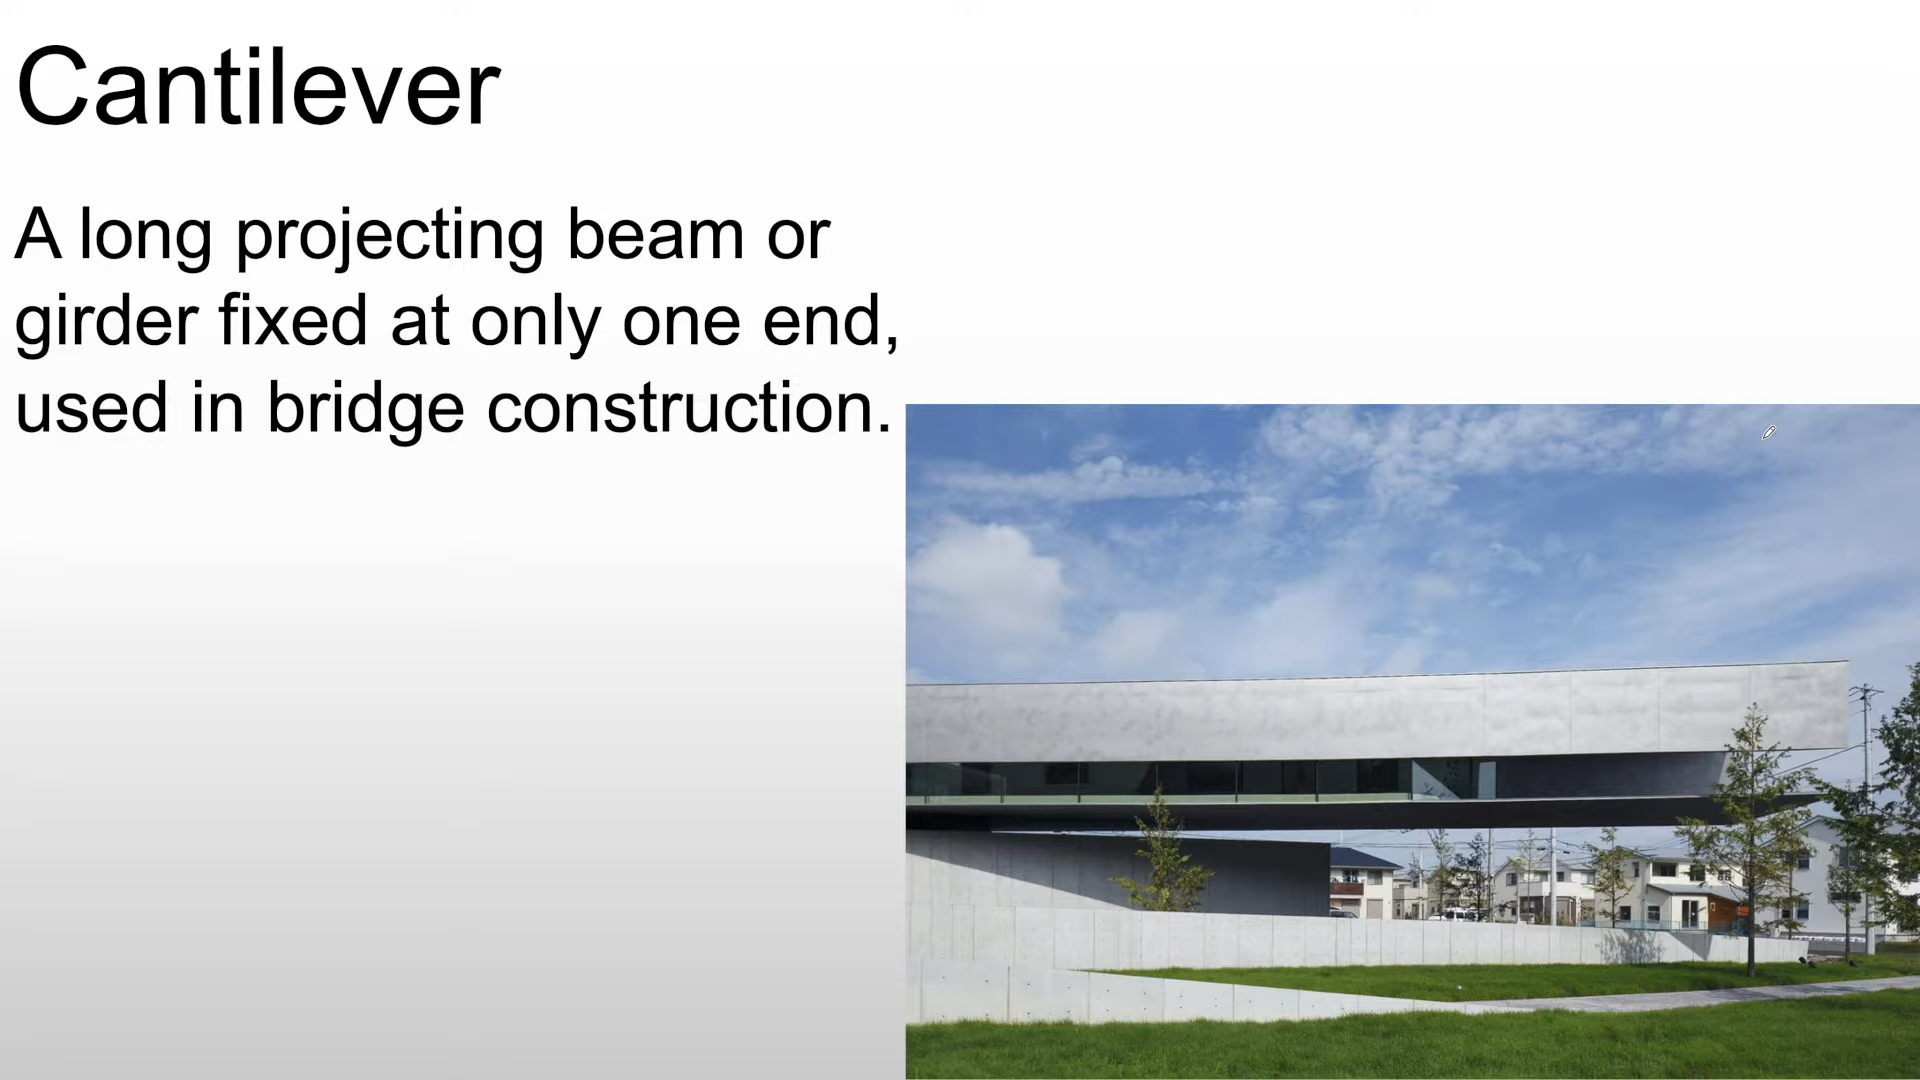 Cantilever
A long projecting beam or
girder fixed at only one end,
used in bridge construction.